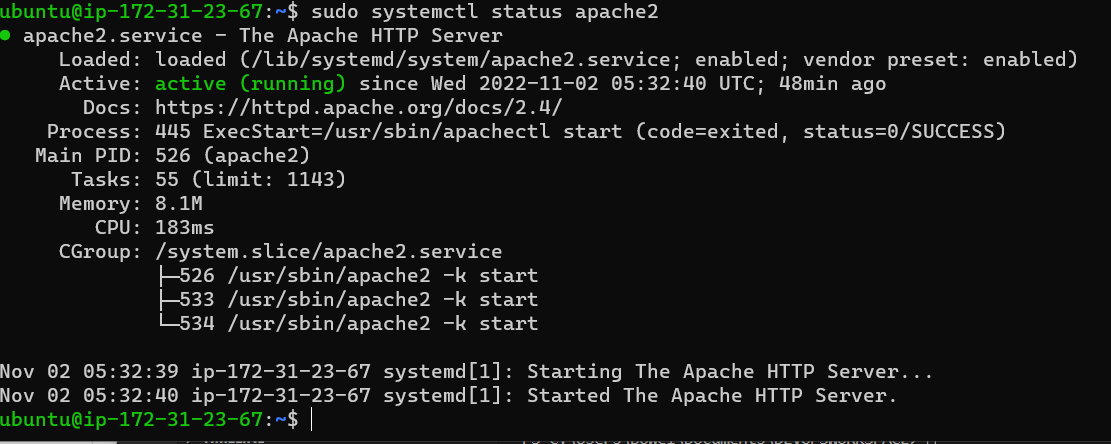 ubuntu@ip-172-31-23-67:~$ sudo systemctl status apache2
● apache2.service - The Apache HTTP Server
     Loaded: loaded (/lib/systemd/system/apache2.service; enabled; vendor preset: enabled)
     Active: active (running) since Wed 2022-11-02 05:32:40 UTC; 48min ago
       Docs: https://httpd.apache.org/docs/2.4/
    Process: 445 ExecStart=/usr/sbin/apachectl start (code=exited, status=0/SUCCESS)
   Main PID: 526 (apache2)
      Tasks: 55 (limit: 1143)
     Memory: 8.1M
        CPU: 183ms
     CGroup: /system.slice/apache2.service
             ├─526 /usr/sbin/apache2 -k start
             ├─533 /usr/sbin/apache2 -k start
             └─534 /usr/sbin/apache2 -k start

Nov 02 05:32:39 ip-172-31-23-67 systemd[1]: Starting The Apache HTTP Server...
Nov 02 05:32:40 ip-172-31-23-67 systemd[1]: Started The Apache HTTP Server.
ubuntu@ip-172-31-23-67:~$